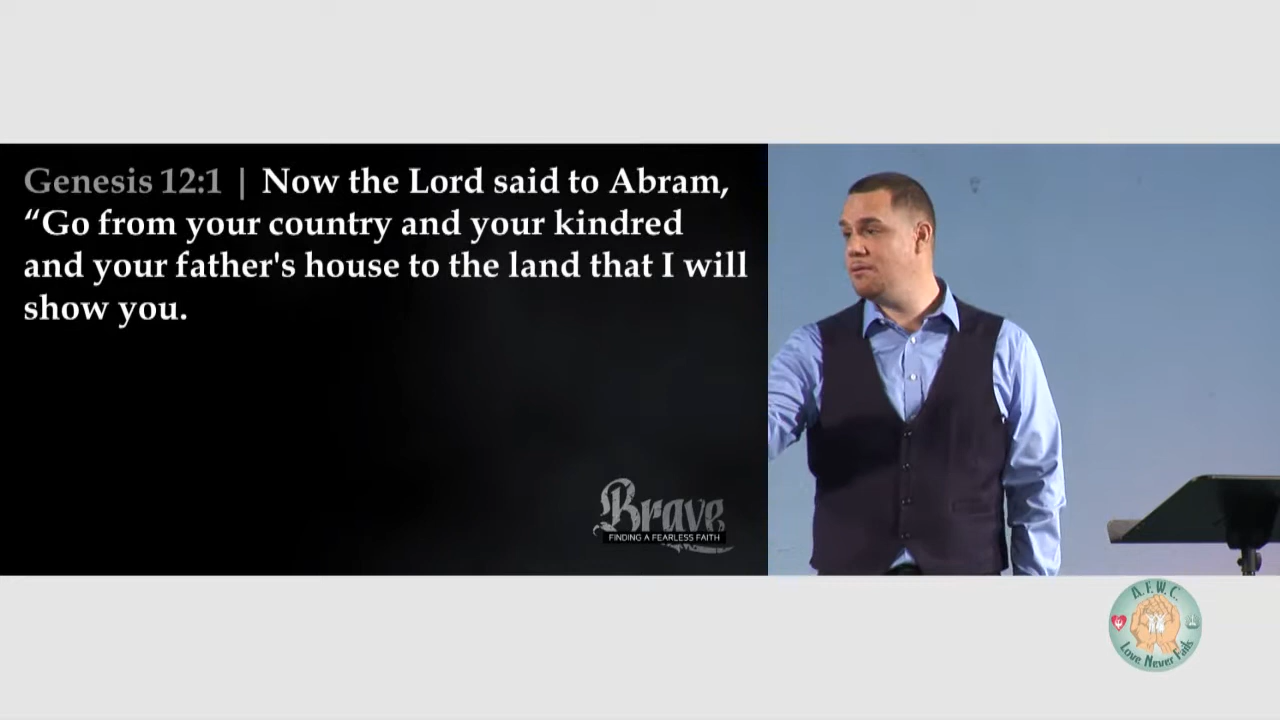 Genesis 12:1 | Now the Lord said to Abram,
“Go from your country and your kindred
and your father's house to the land that I will
show you.
Brave
FINDING A FEARLESS FAITH
A.F.W.C.
Love Never Fails